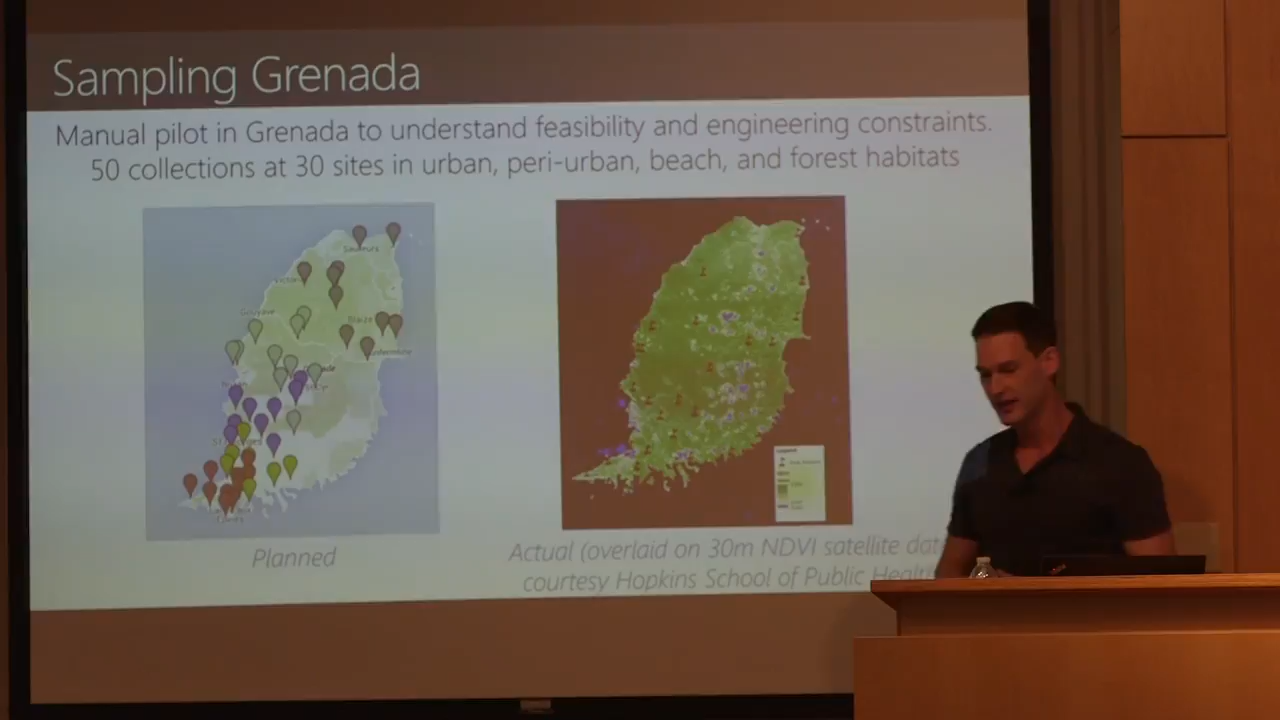 Sampling Grenada
Manual pilot in Grenada to understand feasibility and engineering constraints.
50 collections at 30 sites in urban, peri-urban, beach, and forest habitats
Gouyave
Planned
Actual (overlaid on 30m NDVI satellite dat
courtesy Hopkins School of Public Health